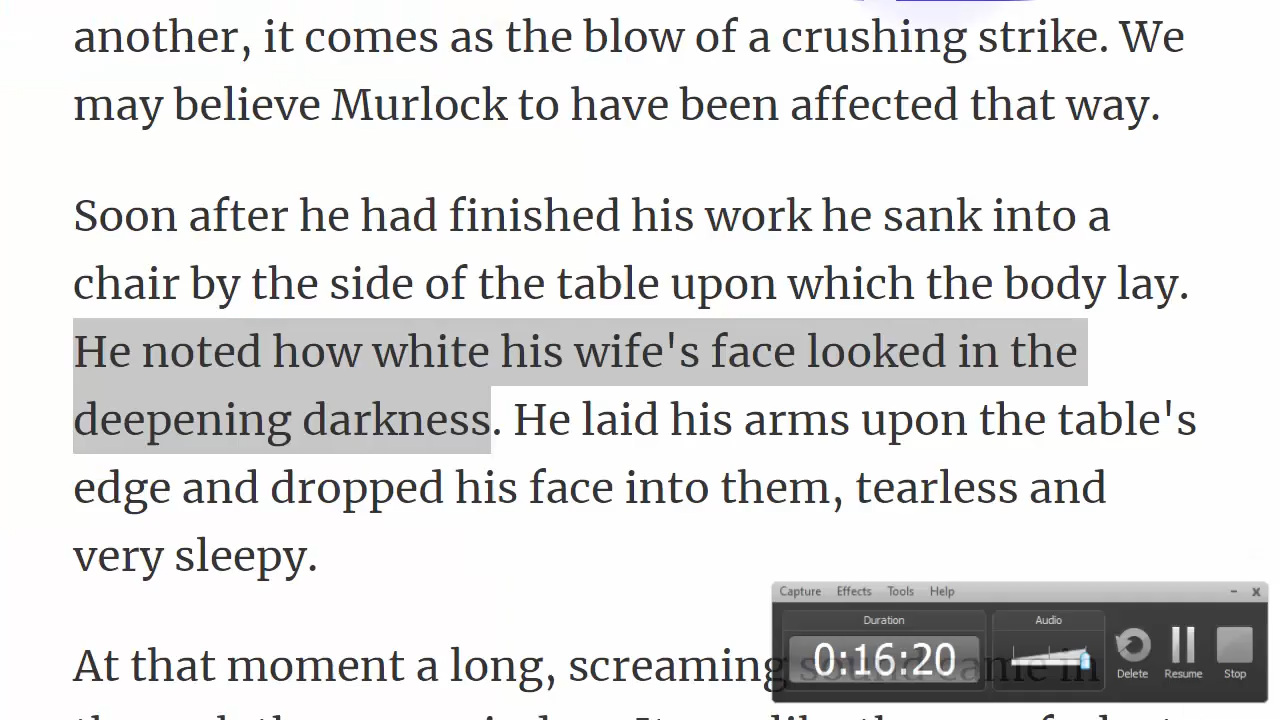 another, it comes as the blow of a crushing strike. We
may believe Murlock to have been affected that way.
Soon after he had finished his work he sank into a
chair by the side of the table upon which the body lay.
He noted how white his wife's face looked in the
deepening darkness. He laid his arms upon the table's
edge and dropped his face into them, tearless and
very sleepy.
At that moment a long, screaming sound came in
Capture Effects Tools Help
Duration
Audio
0:16:20
Delete Resume Stop